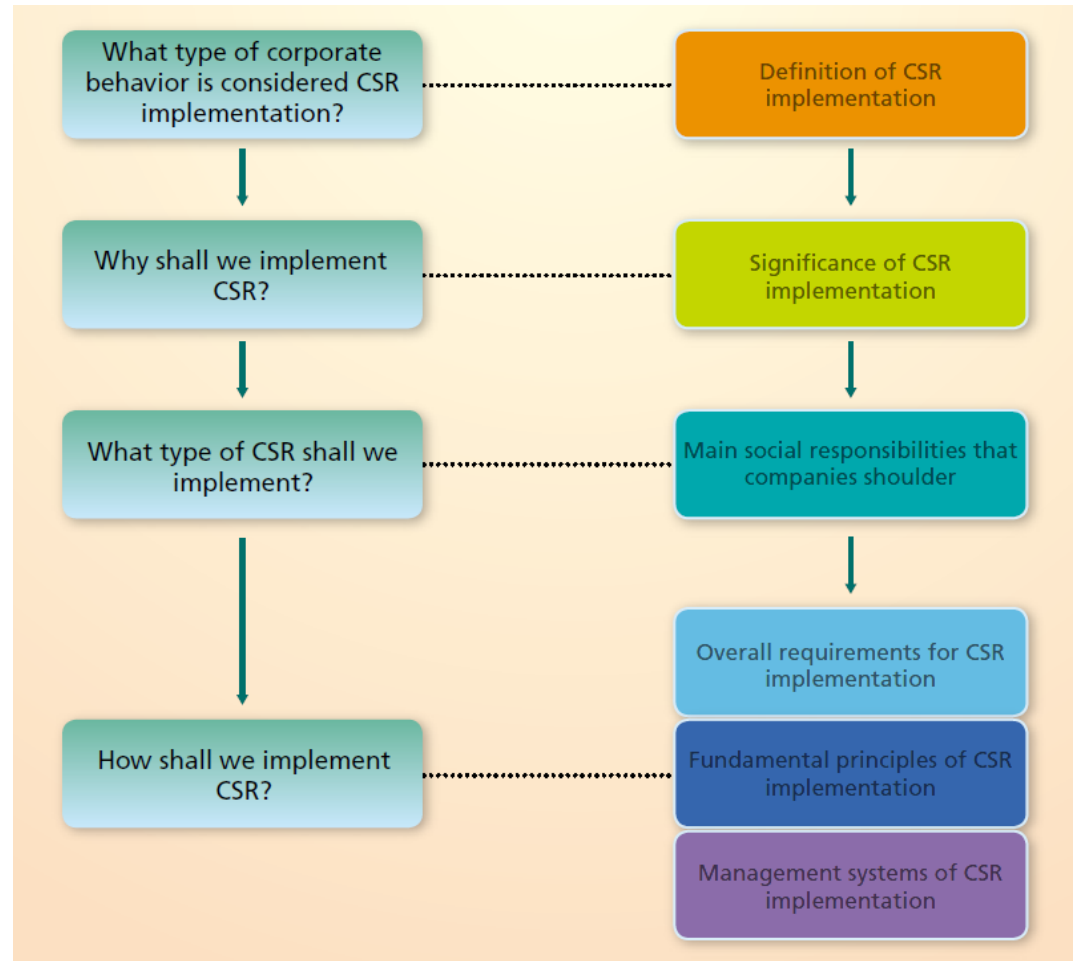 What type of corporate
behavior is considered CSR
implementation?
Definition of CSR
implementation
Why shall we implement
CSR?
Significance of CSR
implementation
What type of CSR shall we
implement?
Main social responsibilities that
companies shoulder
Overall requirements for CSR
implementation
How shall we implement
CSR?
Fundamental principles of CSR
implementation
Management systems of CSR
implementation